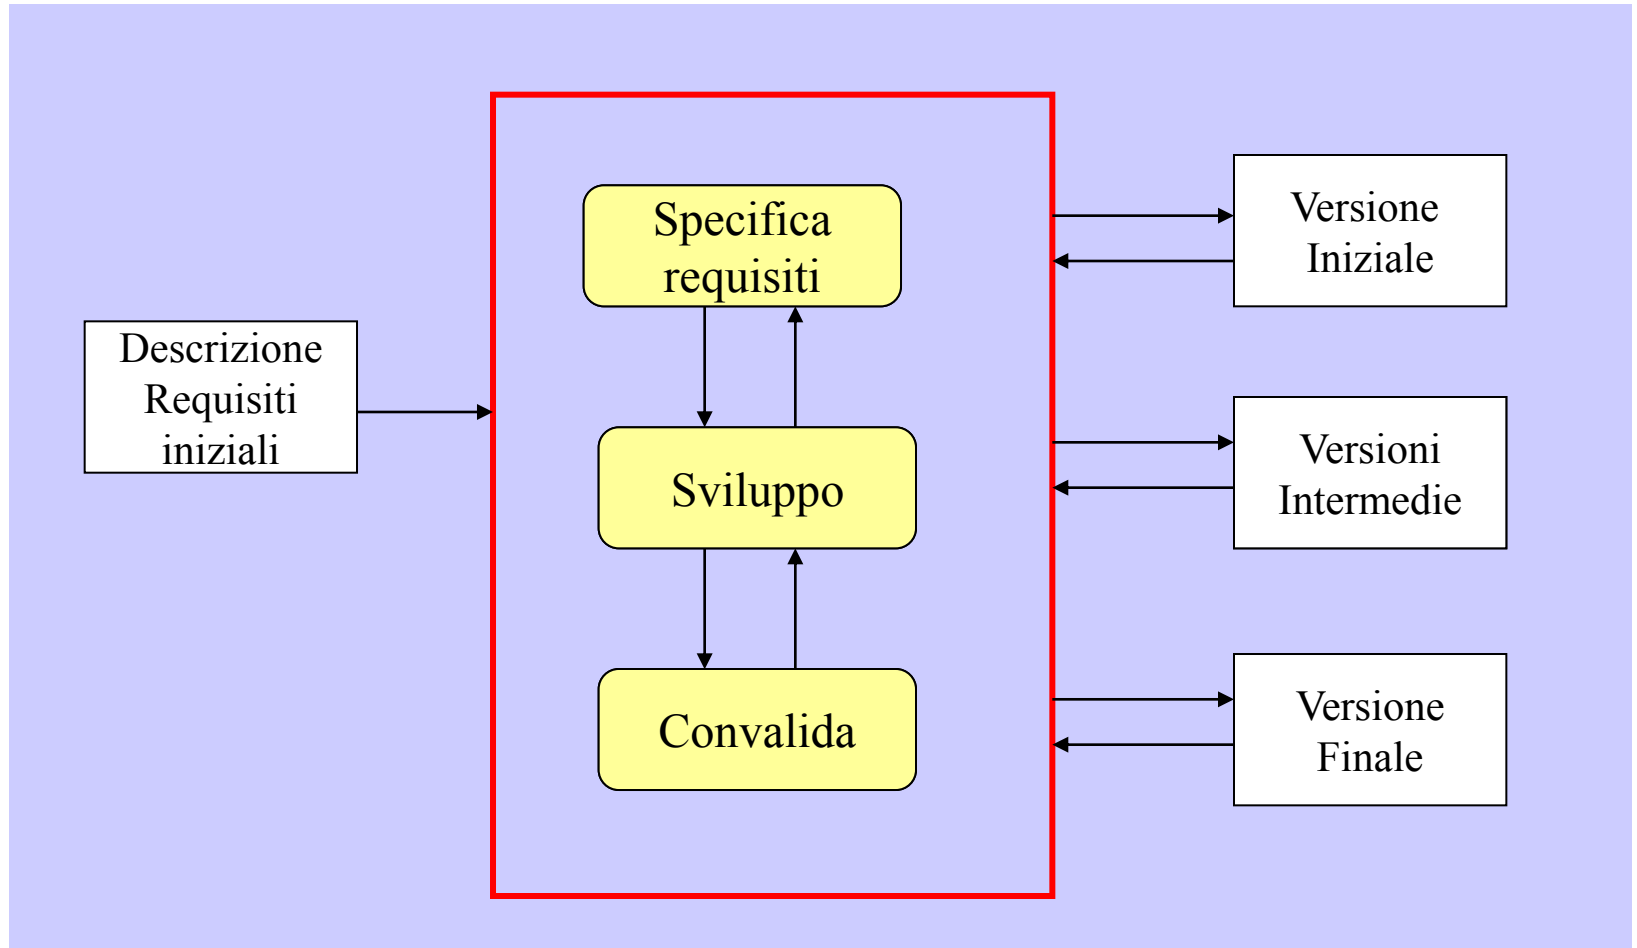 Descrizione
Requisiti
iniziali
Specifica
requisiti
Sviluppo
Convalida
Versione
Iniziale
Versioni
Intermedie
Versione
Finale